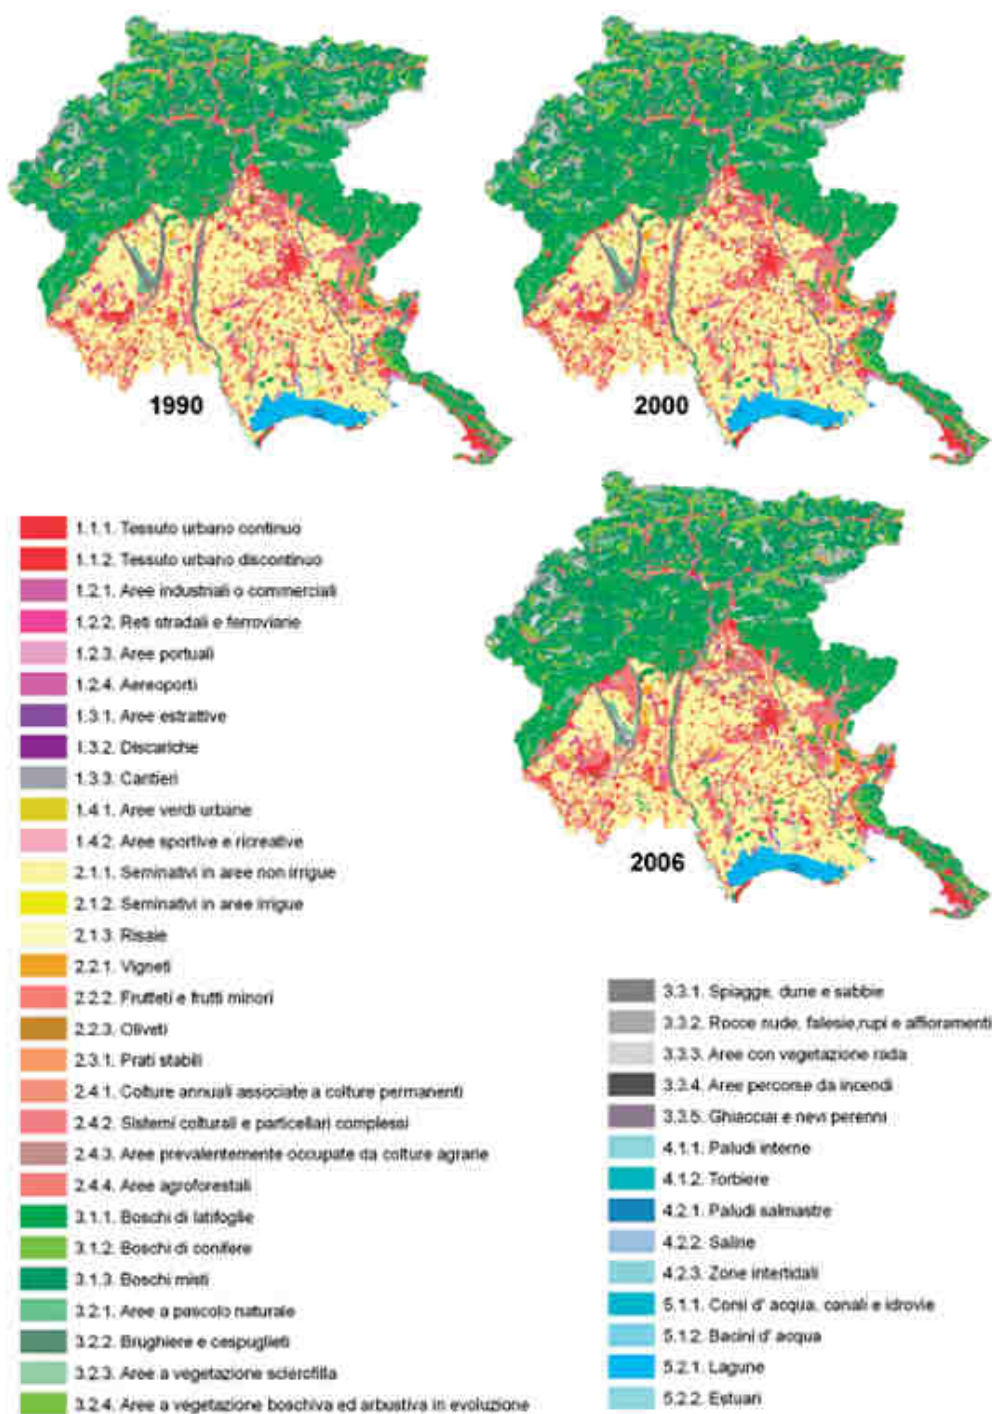 1990
2000
2006
1.1.1. Tessuto urbano continuo
1.1.2. Tessuto urbano discontinuo
1.2.1. Aree industriali o commerciali
1.2.2. Reti stradali e ferroviarie
1.2.3. Aree portuali
1.2.4. Aereoporti
1.3.1. Aree estrattive
1.3.2. Discariche
1.3.3. Cantieri
1.4.1. Aree verdi urbane
1.4.2. Aree sportive e ricreative
2.1.1. Seminativi in aree non irrigue
2.1.2. Seminativi in aree irrigue
2.1.3. Risaie
2.2.1. Vigneti
2.2.2. Frutteti e frutti minori
2.2.3. Oliveti
2.3.1. Prati stabili
2.4.1. Colture annuali associate a colture permanenti
2.4.2. Sistemi colturali e particellari complessi
2.4.3. Aree prevalentemente occupate da colture agrarie
2.4.4. Aree agroforestali
3.1.1. Boschi di latifoglie
3.1.2. Boschi di conifere
3.1.3. Boschi misti
3.2.1. Aree a pascolo naturale
3.2.2. Brughiere e cespuglieti
3.2.3. Aree a vegetazione sclerofilla
3.2.4. Aree a vegetazione boschiva ed arbustiva in evoluzione
3.3.1. Spiagge, dune e sabbie
3.3.2. Rocce nude, falesie,rupi e affioramenti
3.3.3. Aree con vegetazione rada
3.3.4. Aree percorse da incendi
3.3.5. Ghiacciai e nevi perenni
4.1.1. Paludi interne
4.1.2. Torbiere
4.2.1. Paludi salmastre
4.2.2. Saline
4.2.3. Zone intertidali
5.1.1. Corsi d' acqua, canali e idrovie
5.1.2. Bacini d' acqua
5.2.1. Lagune
5.2.2. Estuari